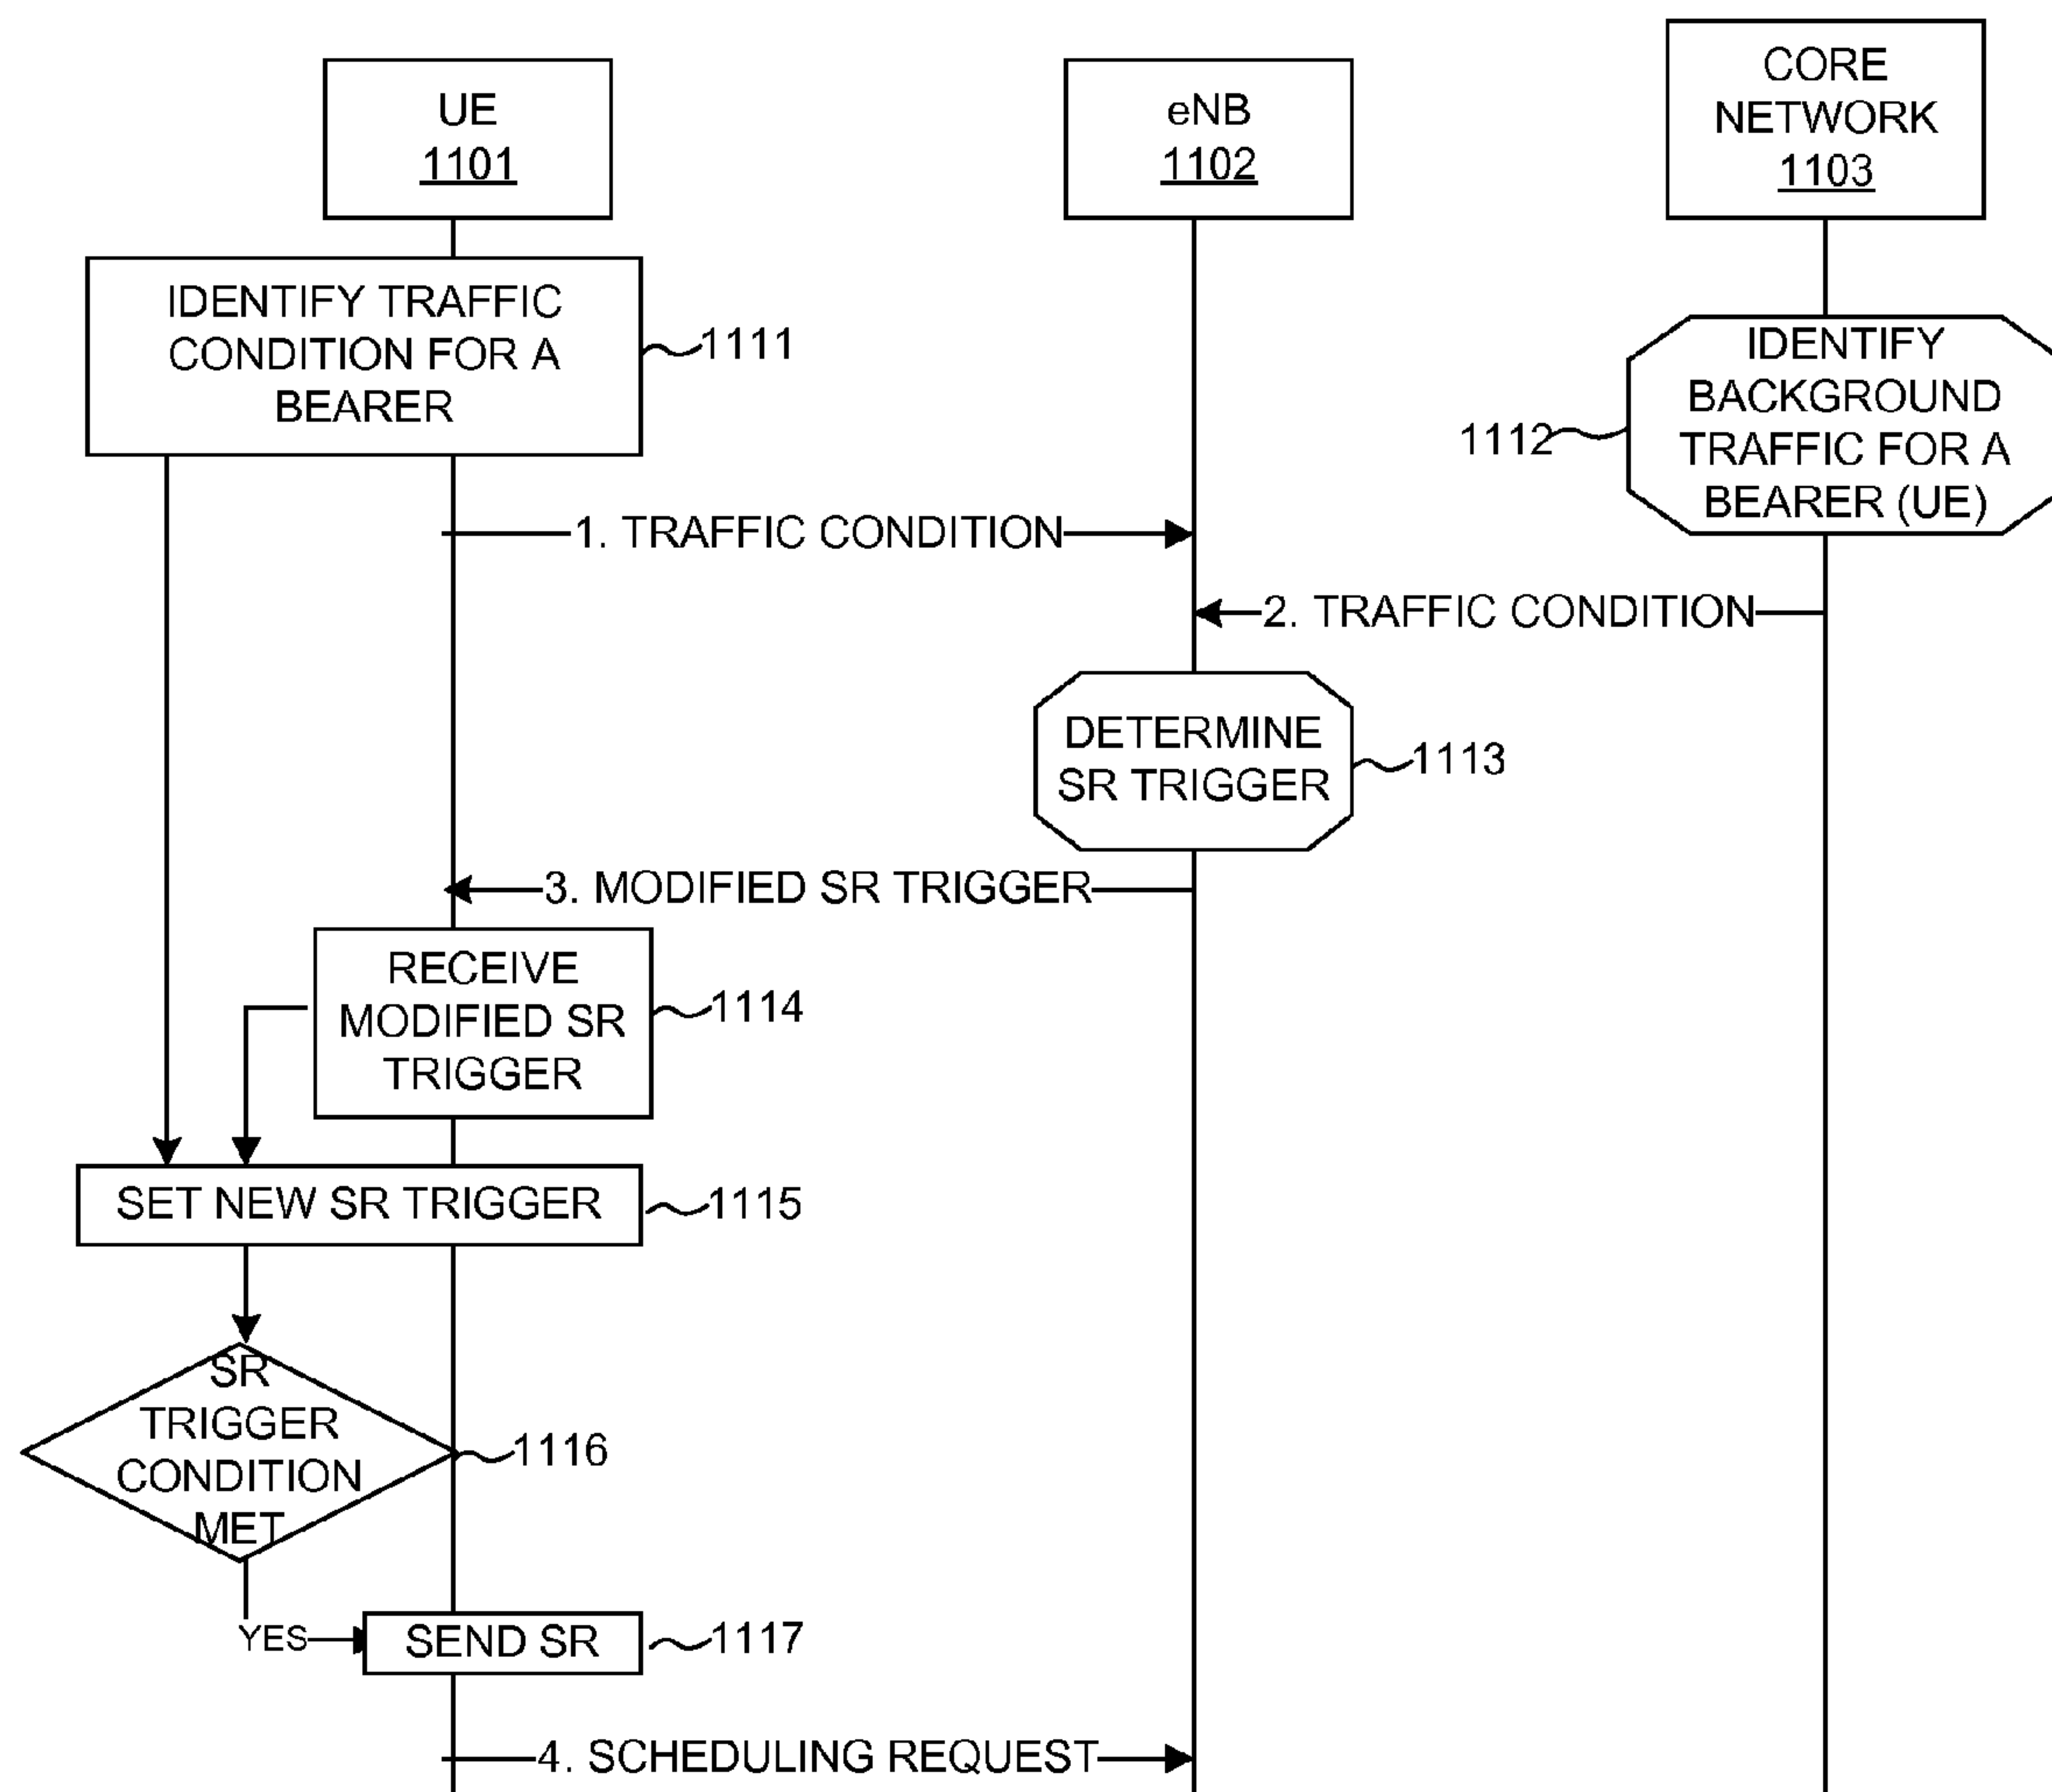 UE
1101
eNB
1102
CORE
NETWORK
1103
IDENTIFY TRAFFIC
CONDITION FOR A
BEARER
1111
IDENTIFY
BACKGROUND
TRAFFIC FOR A
BEARER (UE)
1112
1. TRAFFIC CONDITION
2. TRAFFIC CONDITION
DETERMINE
SR TRIGGER
1113
3. MODIFIED SR TRIGGER
RECEIVE
MODIFIED SR
TRIGGER
1114
SET NEW SR TRIGGER
1115
SR
TRIGGER
CONDITION
MET
1116
YES
SEND SR
1117
4. SCHEDULING REQUEST